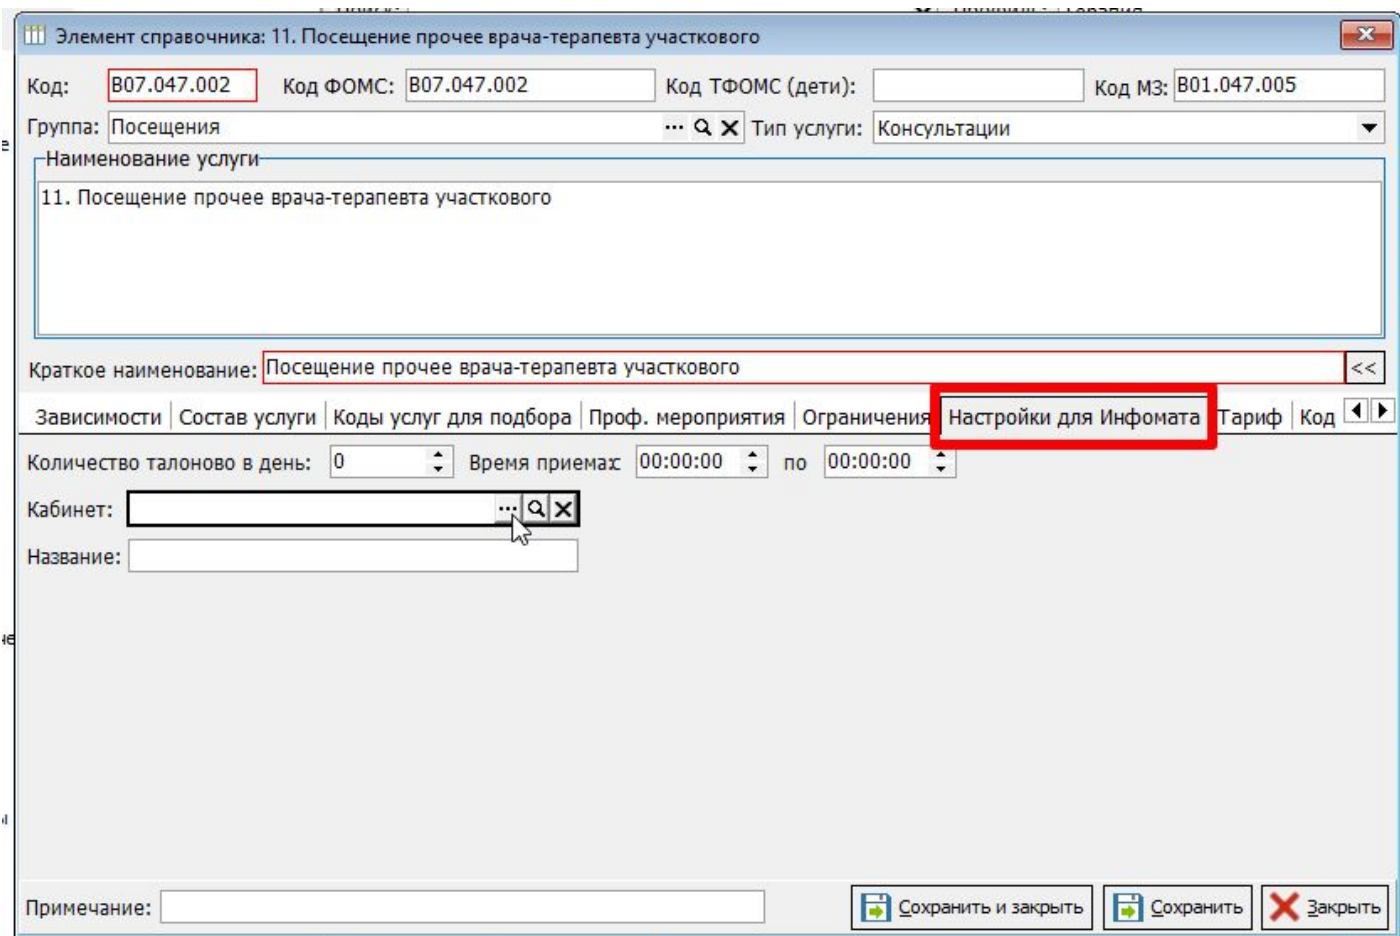 Элемент справочника: 11. Посещение прочее врача-терапевта участкового
Код: B07.047.002 Код ФОМС: B07.047.002 Код ТФОМС (дети): Код МЗ: B01.047.005
Группа: Посещения ... Тип услуги: Консультации
Наименование услуги
11. Посещение прочее врача-терапевта участкового
Краткое наименование: Посещение прочее врача-терапевта участкового <<
Зависимости Состав услуги Коды услуг для подбора Проф. мероприятия Ограничения Настройки для Инфомата Тариф Код
Количество талоново в день: 0 Время приема: 00:00:00 по 00:00:00
Кабинет: ...
Название:
Примечание: Сохранить и закрыть Сохранить Закрыть